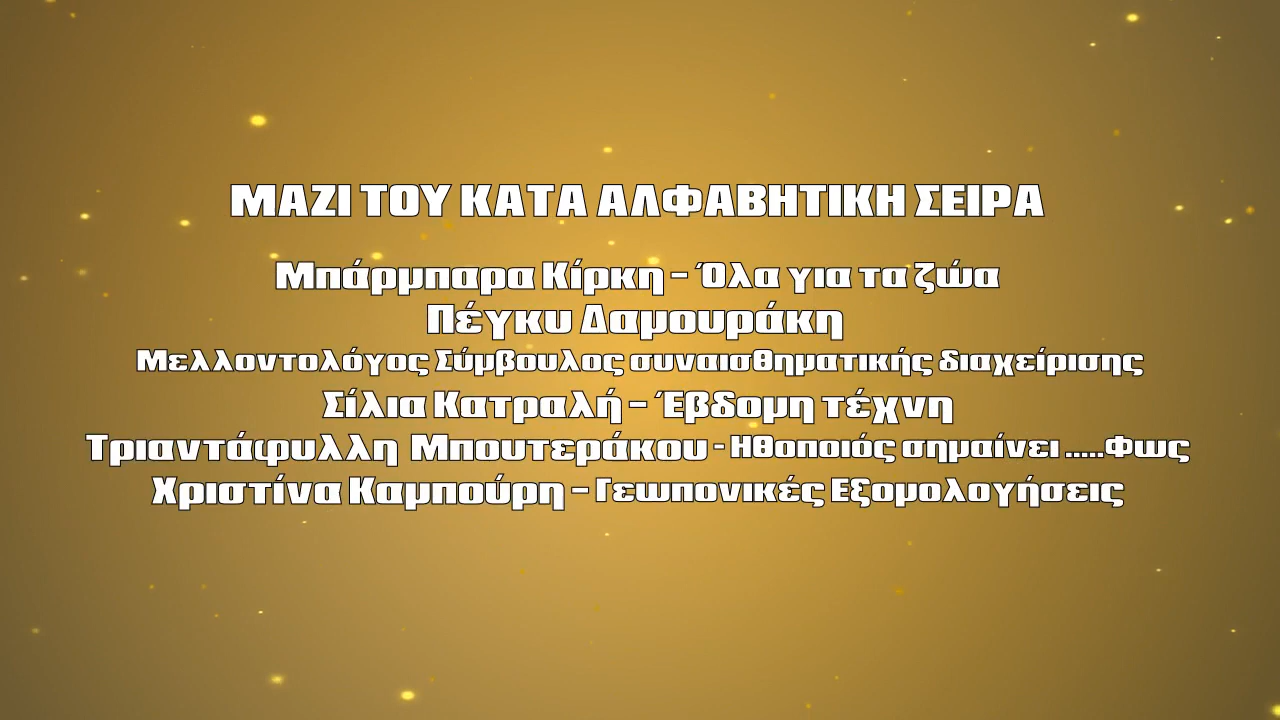 ΜΑΖΙ ΤΟΥ ΚΑΤΑ ΑΛΦΑΒΗΤΙΚΗ ΣΕΙΡΑ
Μπάρμπαρα Κίρκη – Όλα για τα ζώα
Πέγκυ Δαμουράκη
Μελλοντολόγος Σύμβουλος συναισθηματικής διαχείρισης
Σίλια Κατραλή – Έβδομη τέχνη
Τριαντάφυλλη Μπουτεράκου - Ηθοποιός σημαίνει .....Φως
Χριστίνα Καμπούρη – Γεωπονικές Εξομολογήσεις